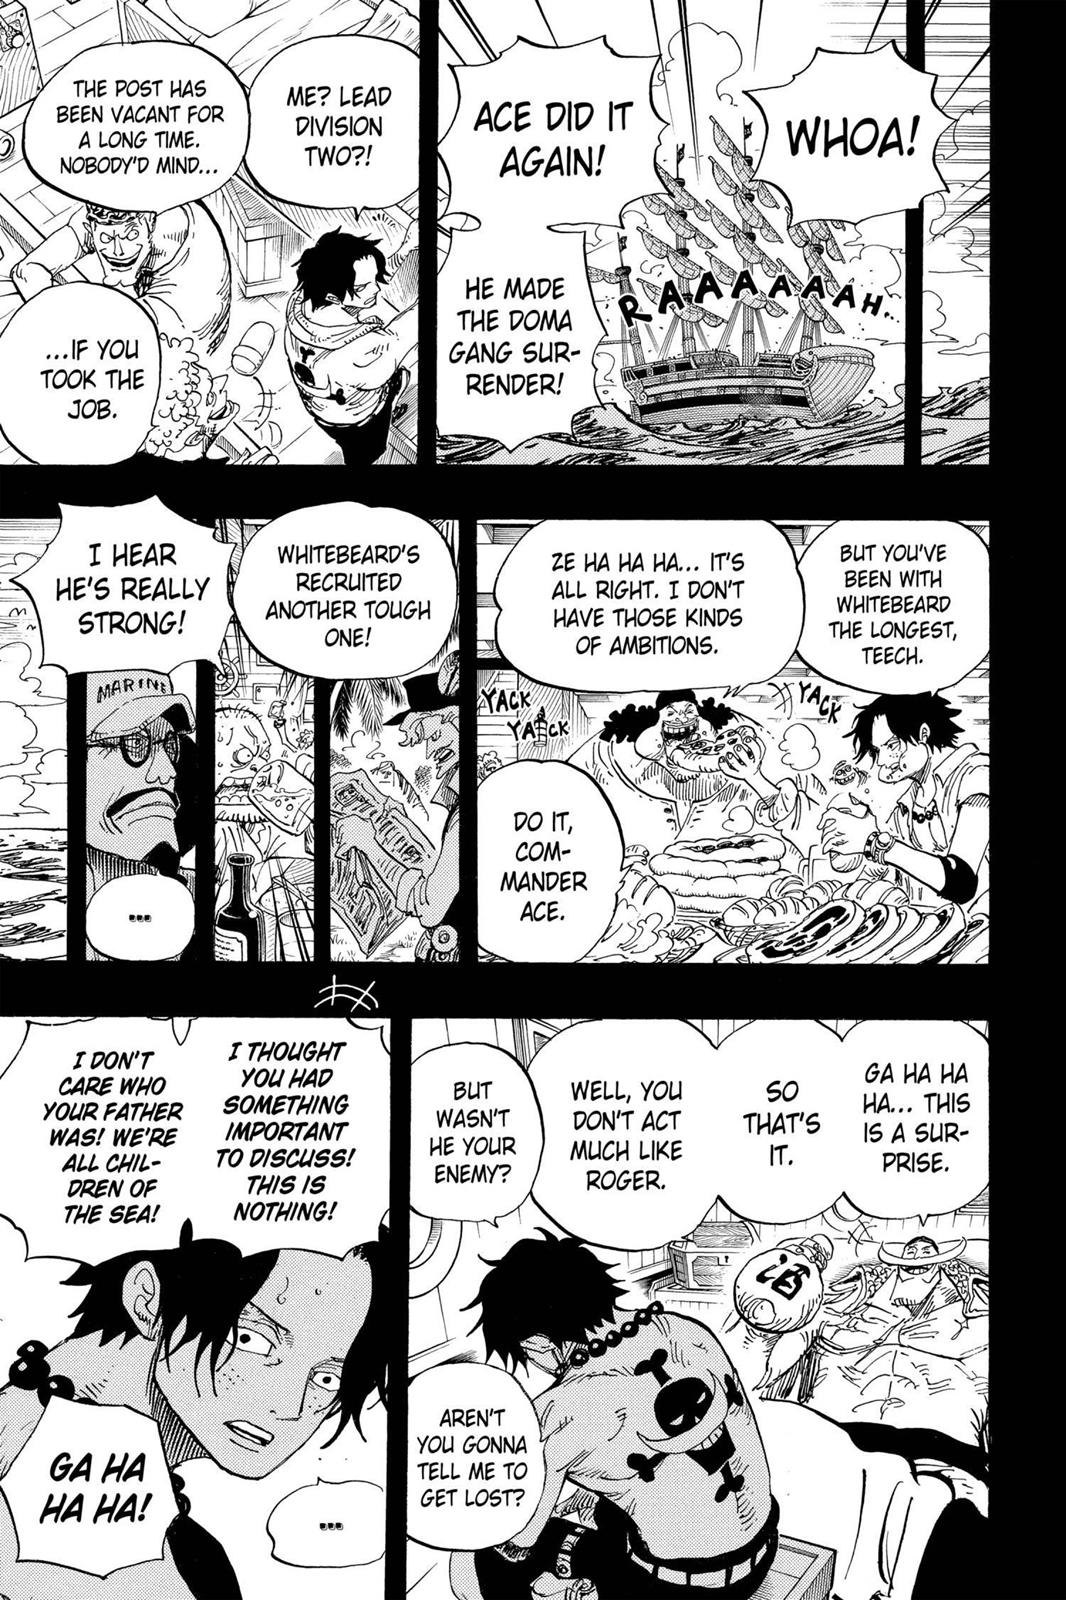 WHOA!
ACE DID IT
AGAIN!
HE MADE
THE DOMA
GANG SUR-
RENDER!
RAAAAAAAH...
ME? LEAD
DIVISION
TWO?!
THE POST HAS
BEEN VACANT FOR
A LONG TIME.
NOBODY'D MIND...
...IF YOU
TOOK THE
JOB.
BUT YOU'VE
BEEN WITH
WHITEBEARD
THE LONGEST,
TEECH.
ZE HA HA HA... IT'S
ALL RIGHT. I DON'T
HAVE THOSE KINDS
OF AMBITIONS.
YACK
YACK
YACK
DO IT,
COM-
MANDER
ACE.
WHITEBEARD'S
RECRUITED
ANOTHER TOUGH
ONE!
I HEAR
HE'S REALLY
STRONG!
MARINE
...
GA HA HA
HA... THIS
IS A SUR-
PRISE.
SO
THAT'S
IT.
WELL, YOU
DON'T ACT
MUCH LIKE
ROGER.
BUT
WASN'T
HE YOUR
ENEMY?
酒
AREN'T
YOU GONNA
TELL ME TO
GET LOST?
I THOUGHT
YOU HAD
SOMETHING
IMPORTANT
TO DISCUSS!
THIS IS
NOTHING!
I DON'T
CARE WHO
YOUR FATHER
WAS! WE'RE
ALL CHIL-
DREN OF
THE SEA!
...
GA HA
HA HA!